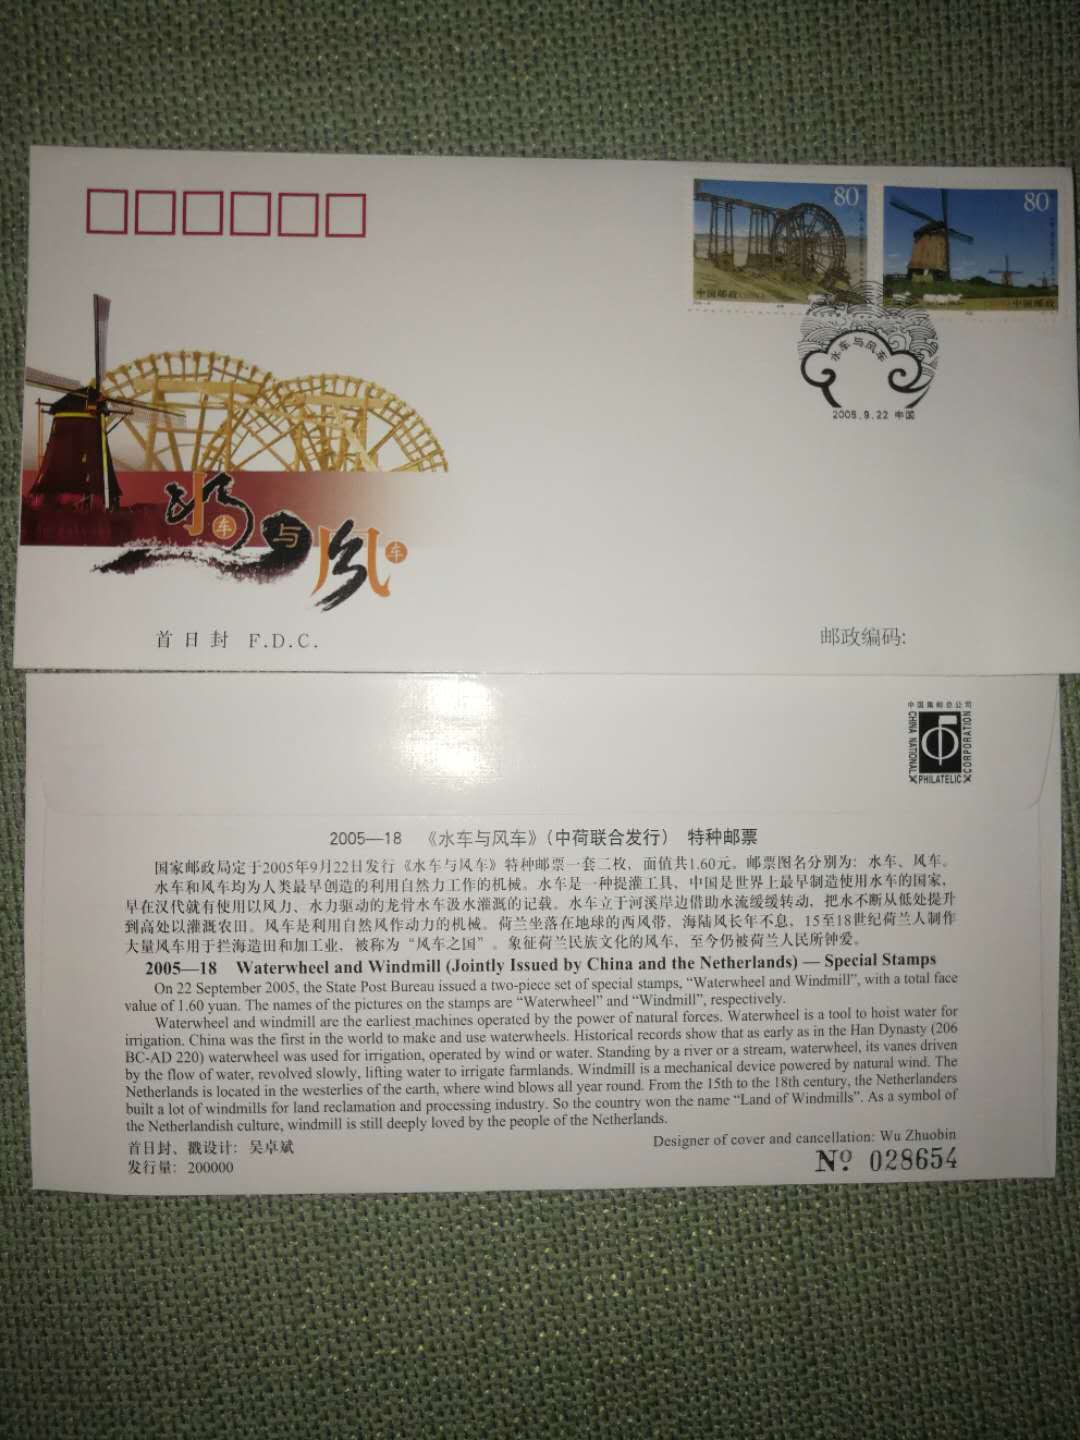 80
80
中国邮政
中国邮政
水车与风车
2005.9.22 中国
水车与风车
首日封 F.D.C.
邮政编码:
中国集邮总公司
CHINA NATIONAL
PHILATELIC
CORPORATION
2005—18 《水车与风车》(中荷联合发行) 特种邮票
国家邮政局定于2005年9月22日发行《水车与风车》特种邮票一套二枚,面值共1.60元。邮票图名分别为:水车、风车。
水车和风车均为人类最早创造的利用自然力工作的机械。水车是一种提灌工具,中国是世界上最早制造使用水车的国家,
早在汉代就有使用以风力、水力驱动的龙骨水车汲水灌溉的记载。水车立于河溪岸边借助水流缓缓转动,把水不断从低处提升
到高处以灌溉农田。风车是利用自然风作动力的机械。荷兰坐落在地球的西风带,海陆风长年不息,15至18世纪荷兰人制作
大量风车用于拦海造田和加工业,被称为“风车之国”。象征荷兰民族文化的风车,至今仍被荷兰人民所钟爱。
2005—18 Waterwheel and Windmill (Jointly Issued by China and the Netherlands) — Special Stamps
On 22 September 2005, the State Post Bureau issued a two-piece set of special stamps, “Waterwheel and Windmill”, with a total face
value of 1.60 yuan. The names of the pictures on the stamps are “Waterwheel” and “Windmill”, respectively.
Waterwheel and windmill are the earliest machines operated by the power of natural forces. Waterwheel is a tool to hoist water for
irrigation. China was the first in the world to make and use waterwheels. Historical records show that as early as in the Han Dynasty (206
BC-AD 220) waterwheel was used for irrigation, operated by wind or water. Standing by a river or a stream, waterwheel, its vanes driven
by the flow of water, revolved slowly, lifting water to irrigate farmlands. Windmill is a mechanical device powered by natural wind. The
Netherlands is located in the westerlies of the earth, where wind blows all year round. From the 15th to the 18th century, the Netherlanders
built a lot of windmills for land reclamation and processing industry. So the country won the name “Land of Windmills”. As a symbol of
the Netherlandish culture, windmill is still deeply loved by the people of the Netherlands.
首日封、戳设计:吴卓斌
Designer of cover and cancellation: Wu Zhuobin
发行量:200000
Nº 028654